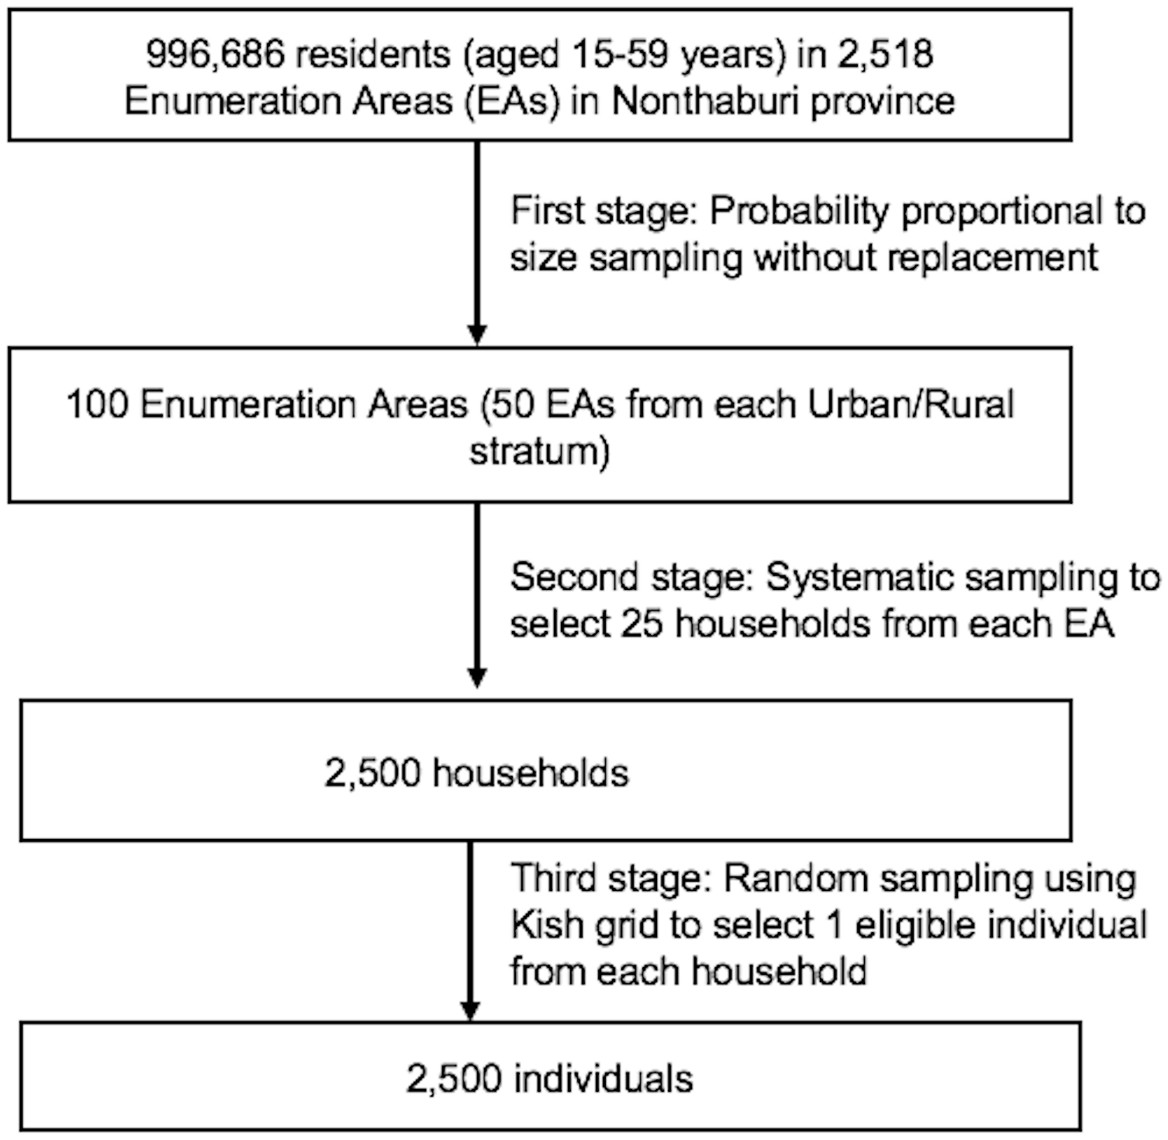 996,686 residents (aged 15-59 years) in 2,518
Enumeration Areas (EAs) in Nonthaburi province
First stage: Probability proportional to
size sampling without replacement
100 Enumeration Areas (50 EAs from each Urban/Rural
stratum)
Second stage: Systematic sampling to
select 25 households from each EA
2,500 households
Third stage: Random sampling using
Kish grid to select 1 eligible individual
from each household
2,500 individuals